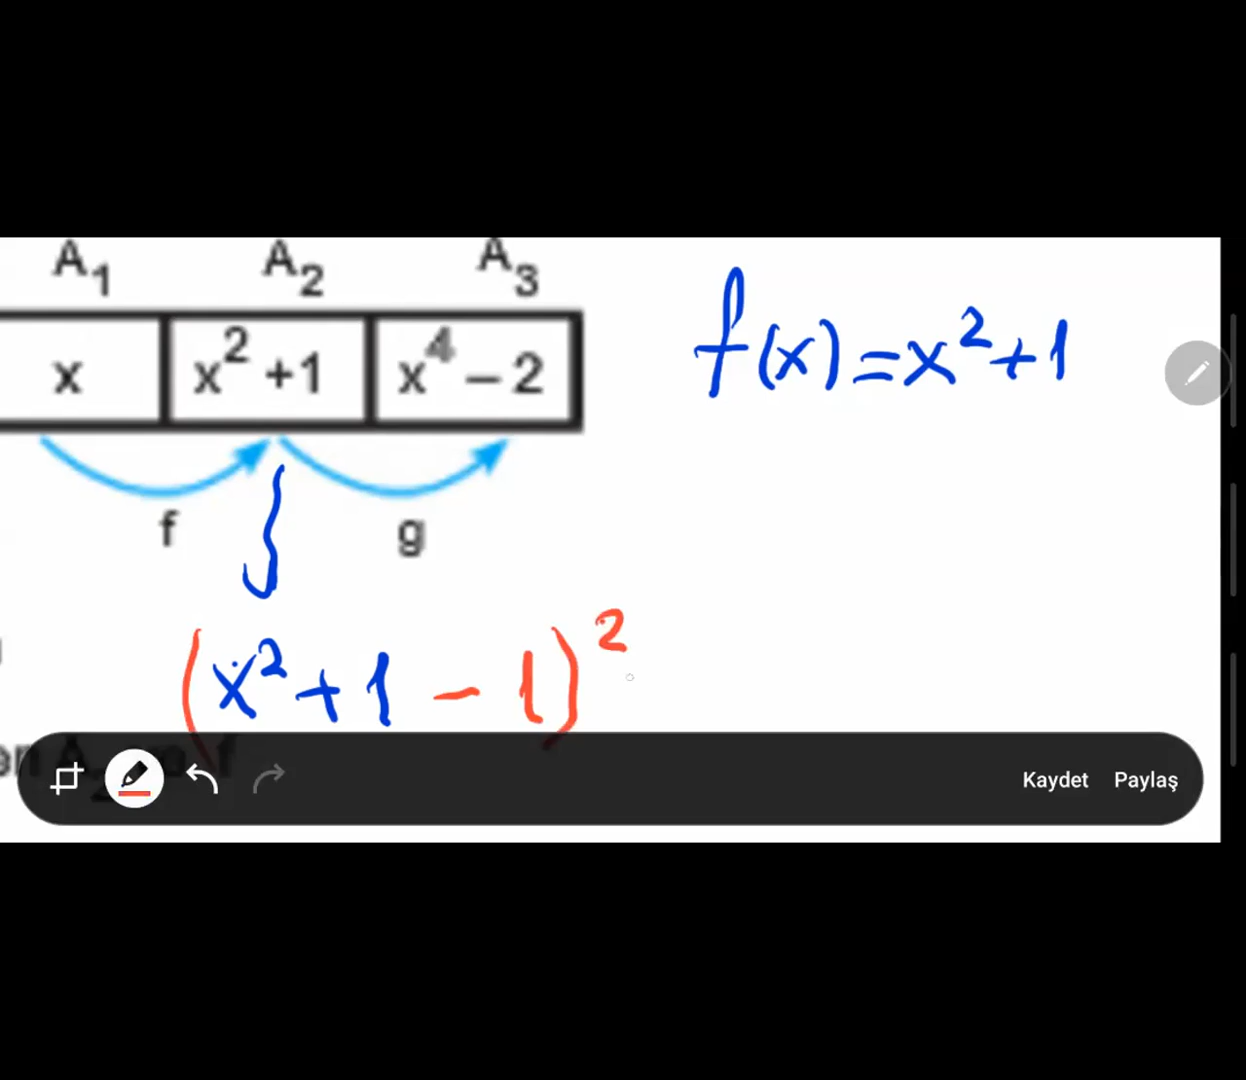 A₁ A₂ A₃
f(x)=x²+1
x x²+1 x⁴–2
f g
(x²+1–1)²
Kaydet Paylaş